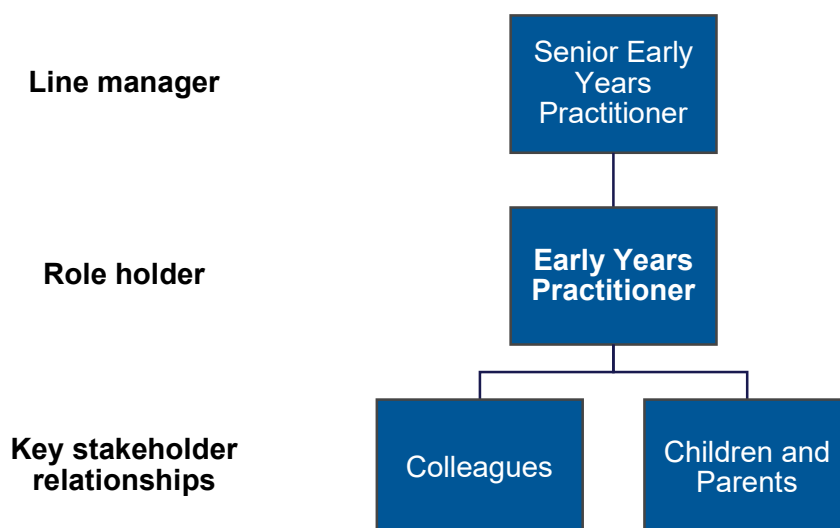 Line manager
Senior Early
Years
Practitioner
Role holder
Early Years
Practitioner
Key stakeholder
relationships
Colleagues
Children and
Parents